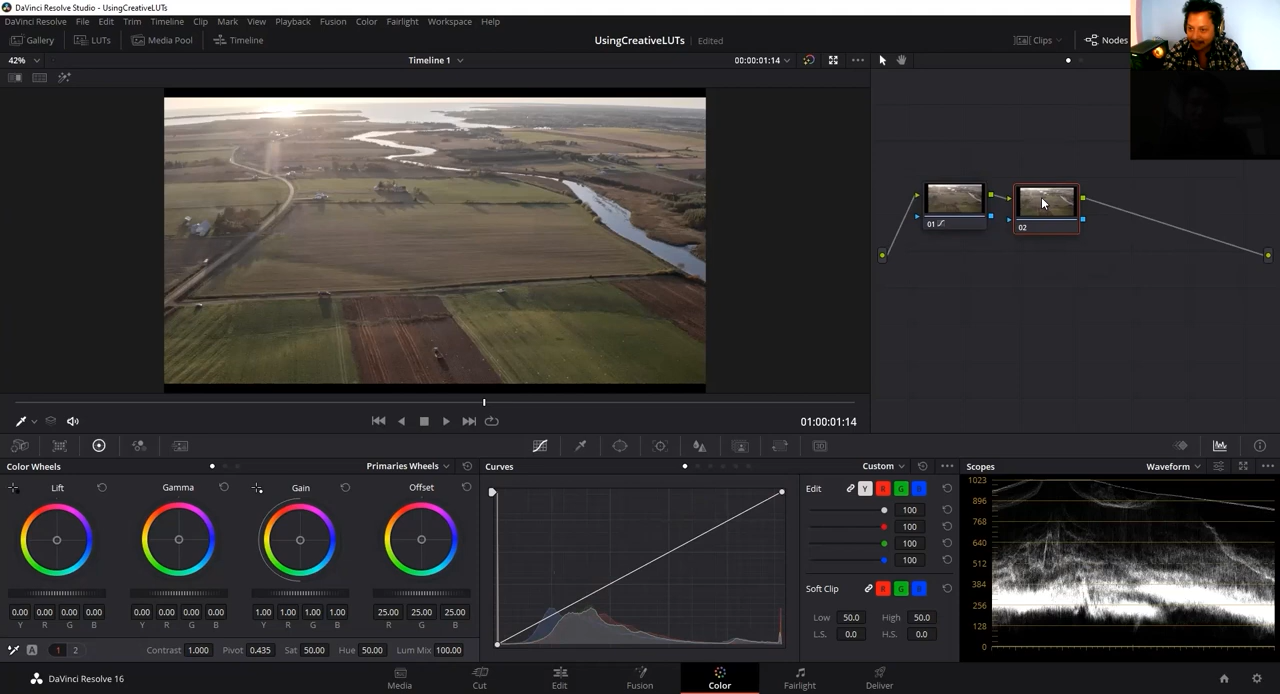 DaVinci Resolve Studio - UsingCreativeLUTs
DaVinci Resolve File Edit Trim Timeline Clip Mark View Playback Fusion Color Fairlight Workspace Help
Gallery LUTs Media Pool Timeline UsingCreativeLUTs Edited Clips Nodes
42% Timeline 1 00:00:01:14
01 02
01:00:01:14
Color Wheels Primaries Wheels Curves Custom Scopes Waveform
Lift Gamma Gain Offset
0.00 0.00 0.00 0.00 0.00 0.00 0.00 0.00 1.00 1.00 1.00 1.00 25.00 25.00 25.00
Y R G B Y R G B Y R G B R G B
1 2 Contrast 1.000 Pivot 0.435 Sat 50.00 Hue 50.00 Lum Mix 100.00
Edit Y R G B
100
100
100
100
Soft Clip R G B
Low 50.0 High 50.0
L.S. 0.0 H.S. 0.0
1023
896
768
640
512
384
256
128
0
DaVinci Resolve 16 Media Cut Edit Fusion Color Fairlight Deliver